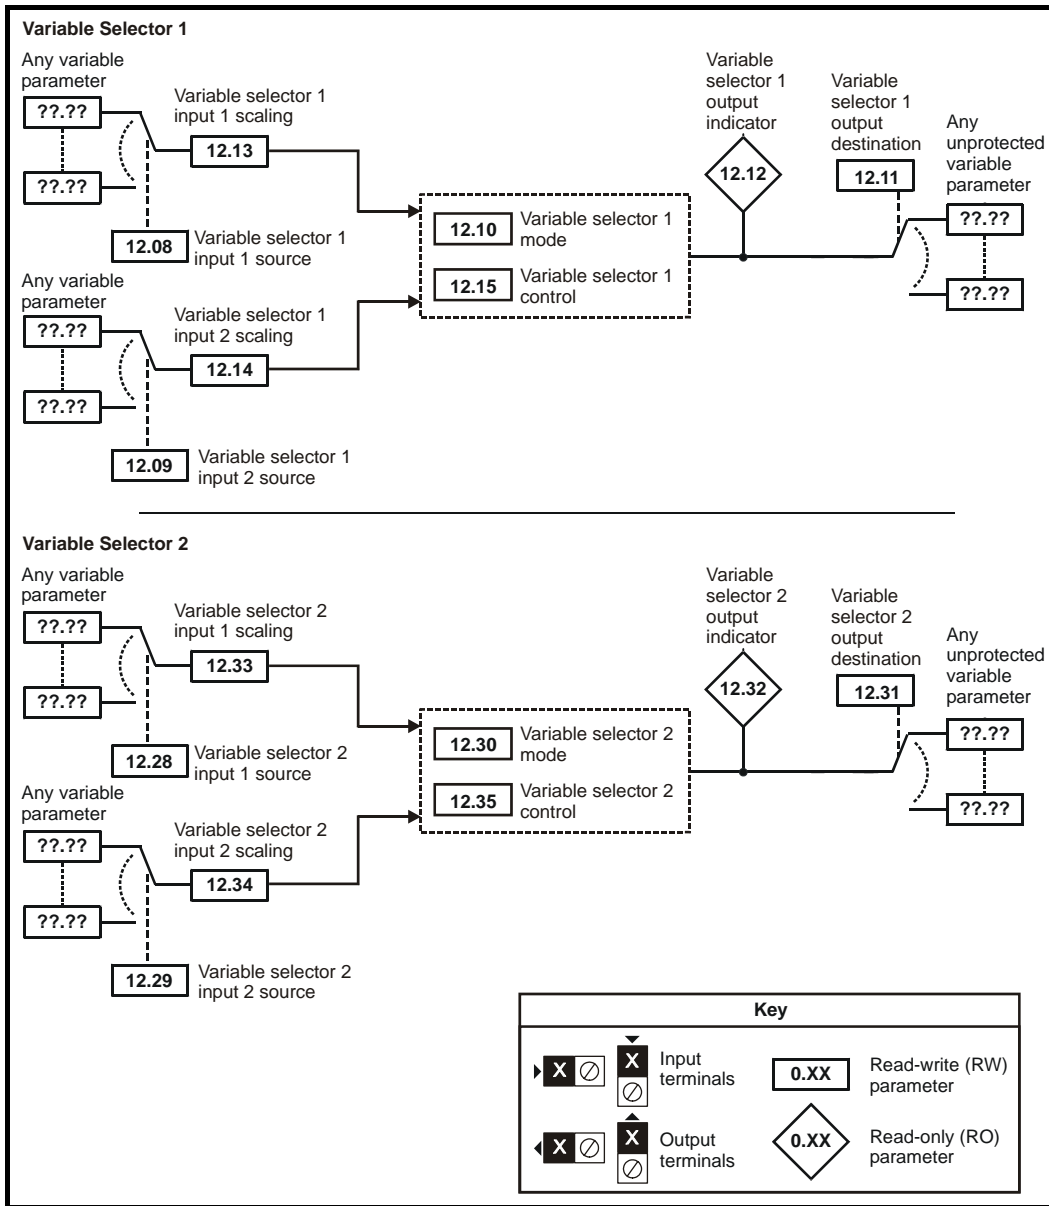 Variable Selector 1
Any variable
parameter
??.??
??.??
Variable selector 1
input 1 scaling
12.13
12.08
Variable selector 1
input 1 source
Any variable
parameter
??.??
??.??
Variable selector 1
input 2 scaling
12.14
12.09
Variable selector 1
input 2 source
12.10
Variable selector 1
mode
12.15
Variable selector 1
control
Variable
selector 1
output
indicator
12.12
Variable
selector 1
output
destination
12.11
Any
unprotected
variable
parameter
??.??
??.??
Variable Selector 2
Any variable
parameter
??.??
??.??
Variable selector 2
input 1 scaling
12.33
12.28
Variable selector 2
input 1 source
Any variable
parameter
??.??
??.??
Variable selector 2
input 2 scaling
12.34
12.29
Variable selector 2
input 2 source
12.30
Variable selector 2
mode
12.35
Variable selector 2
control
Variable
selector 2
output
indicator
12.32
Variable
selector 2
output
destination
12.31
Any
unprotected
variable
parameter
??.??
??.??
Key
X
X
Input
terminals
0.XX
Read-write (RW)
parameter
X
X
Output
terminals
0.XX
Read-only (RO)
parameter